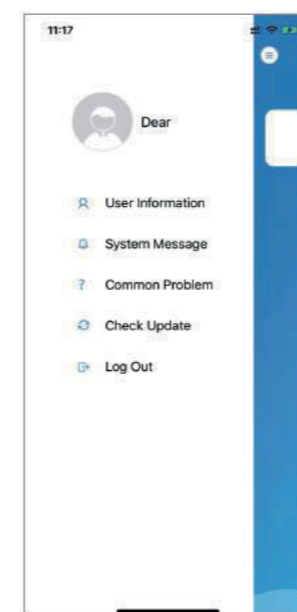 11:17
Dear
User Information
System Message
Common Problem
Check Update
Log Out